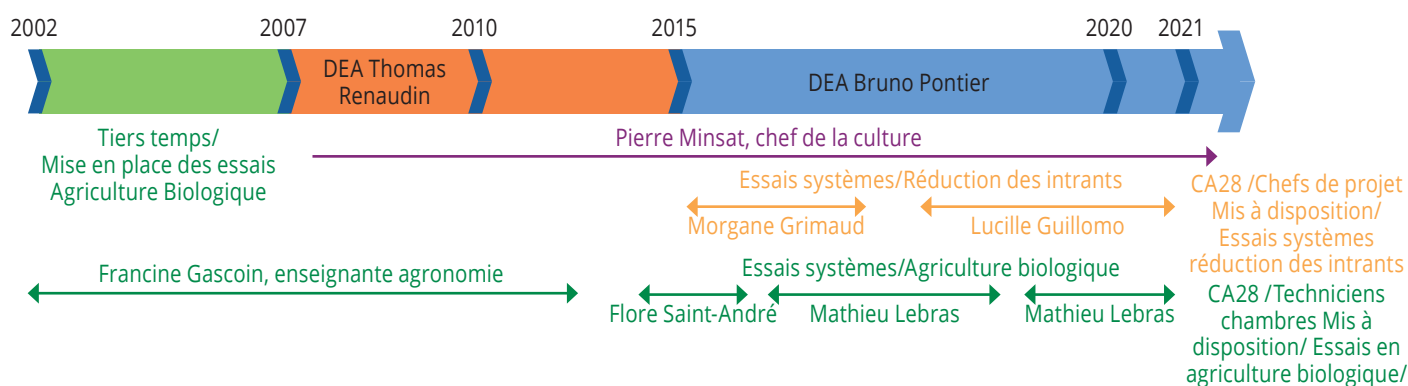 2002 2007 2010 2015 2020 2021
DEA Thomas
Renaudin
DEA Bruno Pontier
Tiers temps/
Mise en place des essais
Agriculture Biologique
Pierre Minsat, chef de la culture
Essais systèmes/Réduction des intrants
Morgane Grimaud
Lucille Guillomo
CA28 /Chefs de projet
Mis à disposition/
Essais systèmes
réduction des intrants
Francine Gascoin, enseignante agronomie
Essais systèmes/Agriculture biologique
Flore Saint-André
Mathieu Lebras
Mathieu Lebras
CA28 /Techniciens
chambres Mis à
disposition/ Essais en
agriculture biologique/